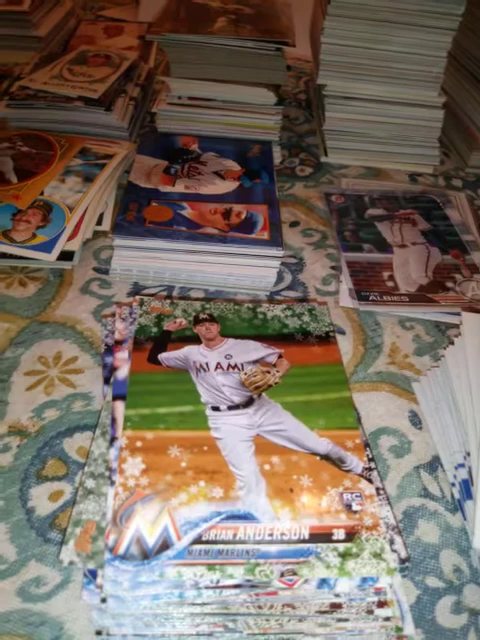 ALBIES
MIAMI
RC
BRIAN ANDERSON 3B
MIAMI MARLINS